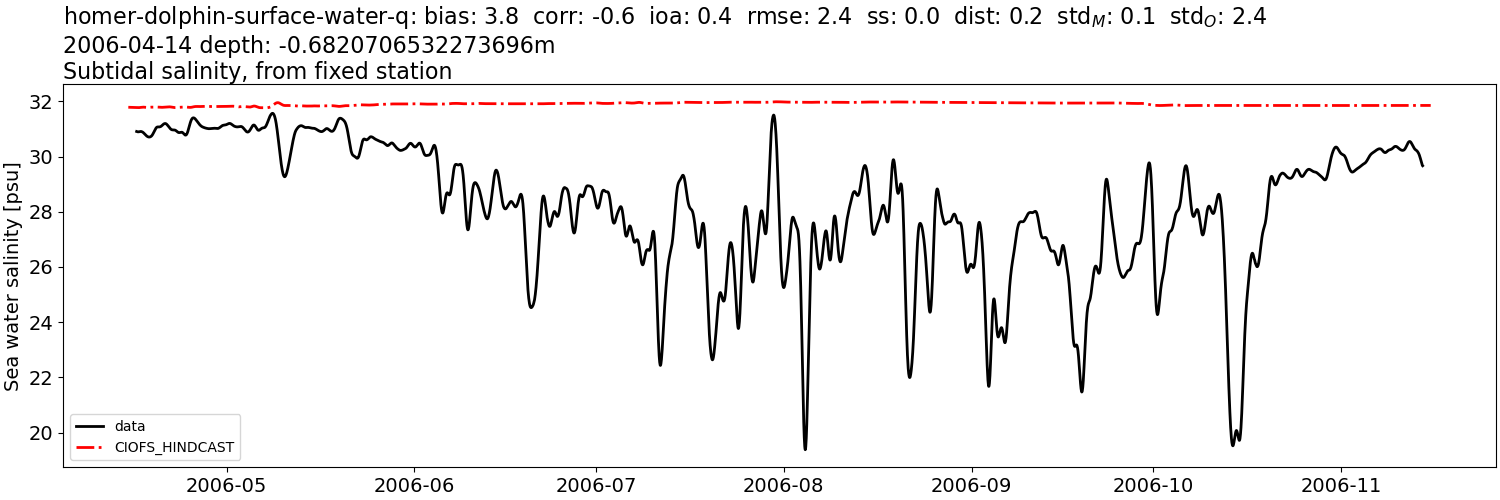 homer-dolphin-surface-water-q: bias: 3.8 corr: -0.6 ioa: 0.4 rmse: 2.4 ss: 0.0 dist: 0.2 std_M: 0.1 std_O: 2.4
2006-04-14 depth: -0.6820706532273696m
Subtidal salinity, from fixed station
Sea water salinity [psu]
32
30
28
26
24
22
20
data
CIOFS_HINDCAST
2006-05 2006-06 2006-07 2006-08 2006-09 2006-10 2006-11